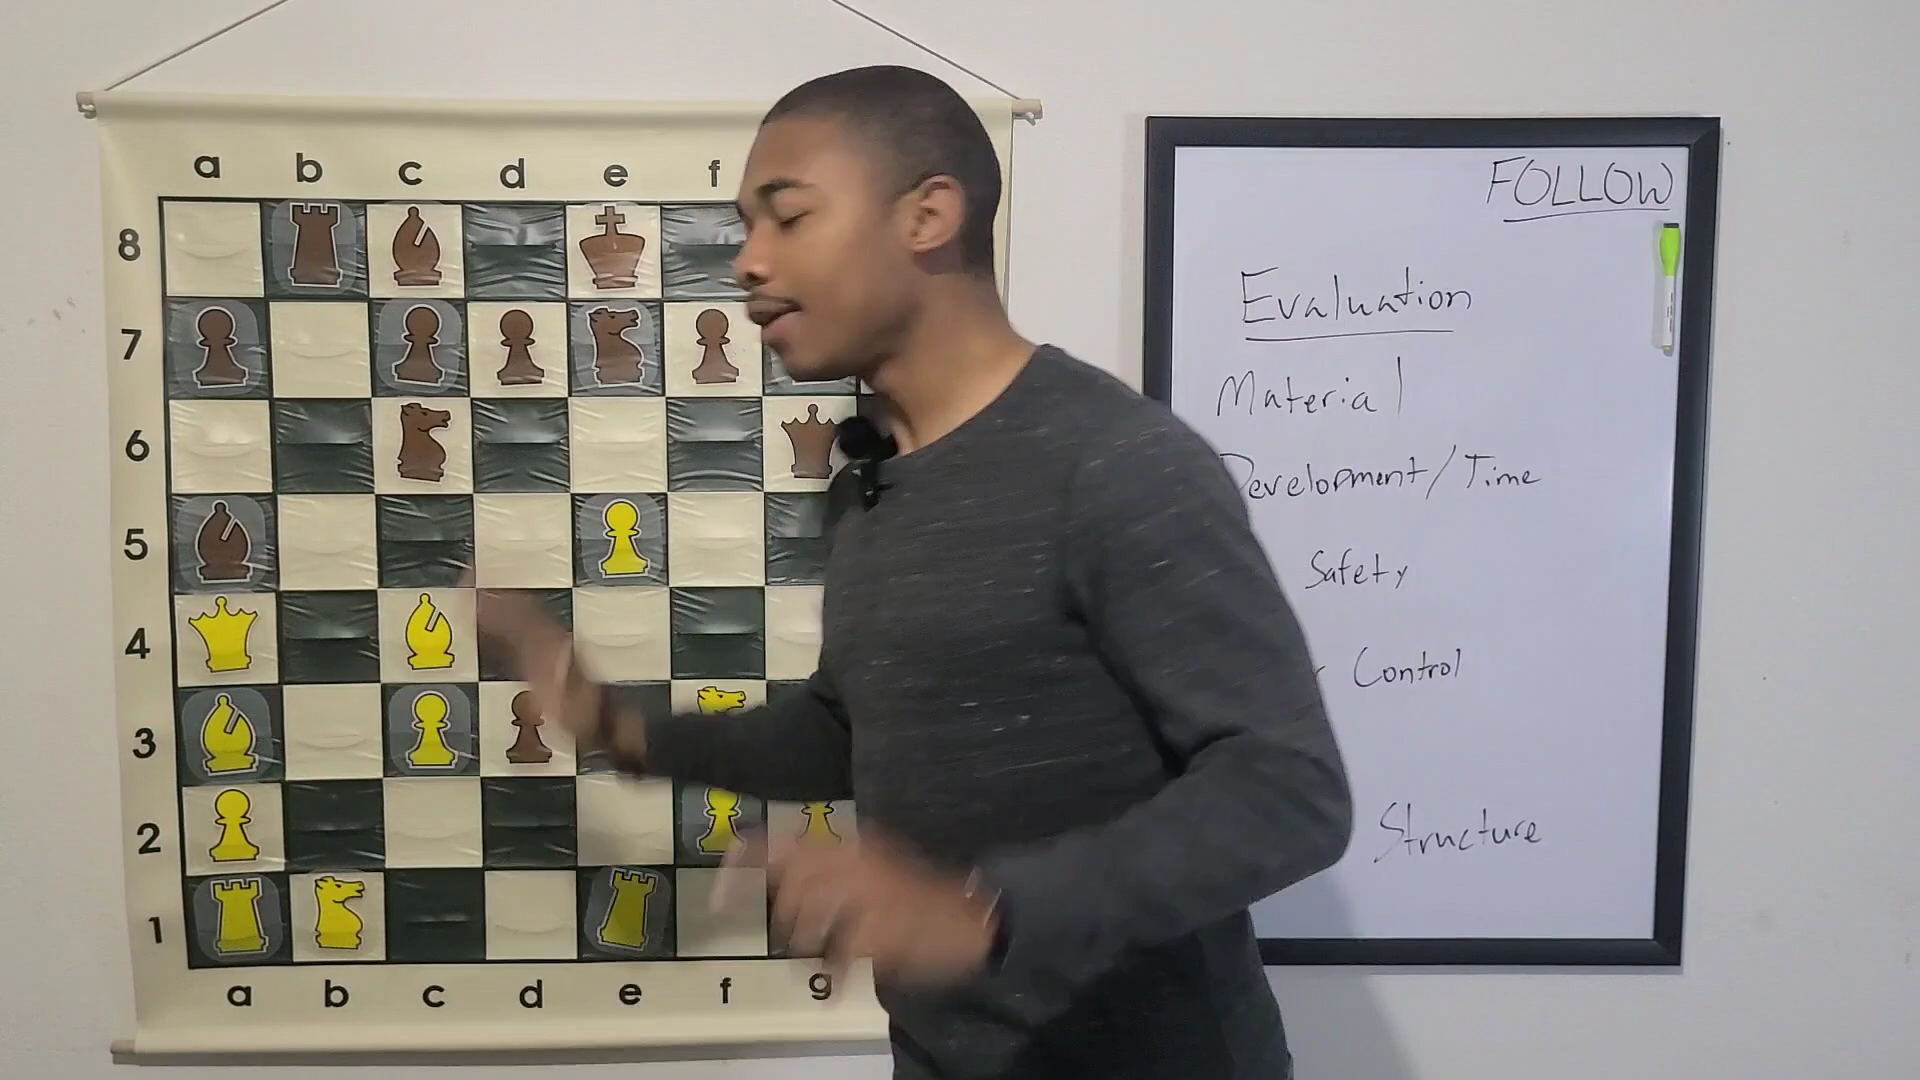 a b c d e f
8
7
6
5
4
3
2
1
a b c d e f g
FOLLOW
Evaluation
Material
Development/Time
Safety
Control
Structure